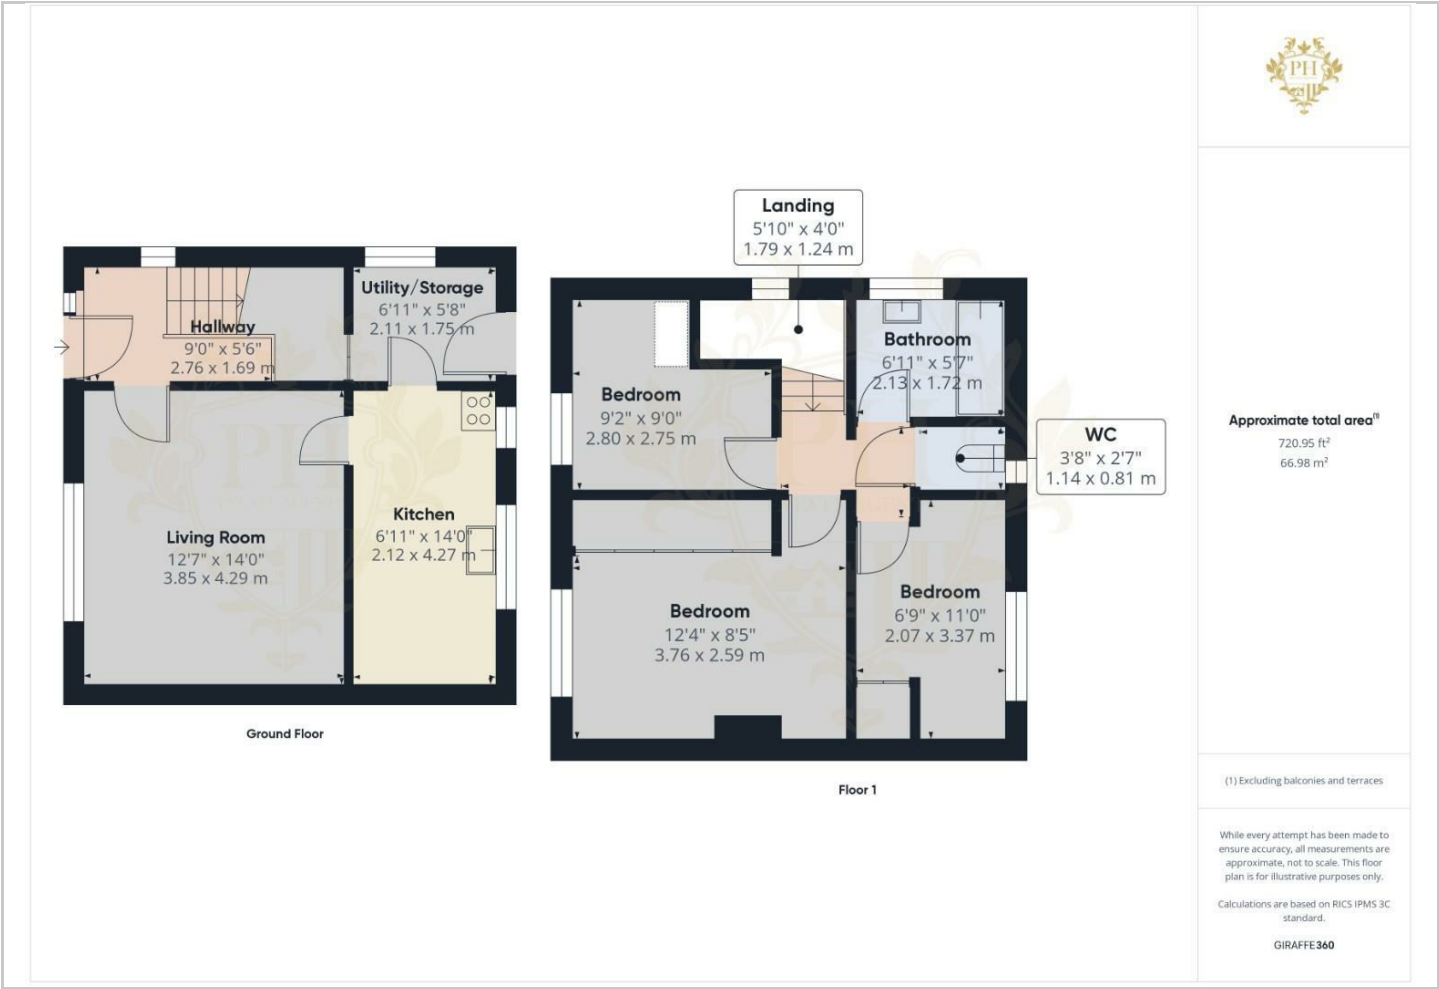 PH
Landing
5'10" x 4'0"
1.79 x 1.24 m
Utility/Storage
6'11" x 5'8"
2.11 x 1.75 m
Hallway
9'0" x 5'6"
2.76 x 1.69 m
Living Room
12'7" x 14'0"
3.85 x 4.29 m
Kitchen
6'11" x 14'0"
2.12 x 4.27 m
Ground Floor
Bathroom
6'11" x 5'7"
2.13 x 1.72 m
Bedroom
9'2" x 9'0"
2.80 x 2.75 m
WC
3'8" x 2'7"
1.14 x 0.81 m
Bedroom
12'4" x 8'5"
3.76 x 2.59 m
Bedroom
6'9" x 11'0"
2.07 x 3.37 m
Floor 1
Approximate total area(1)
720.95 ft²
66.98 m²
(1) Excluding balconies and terraces
While every attempt has been made to
ensure accuracy, all measurements are
approximate, not to scale. This floor
plan is for illustrative purposes only.
Calculations are based on RICS IPMS 3C
standard.
GIRAFFE360